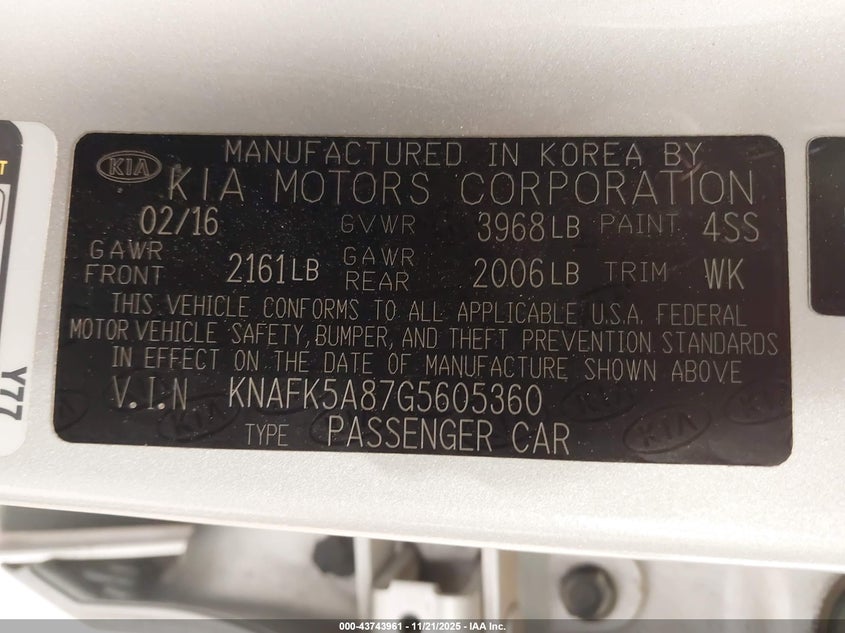 MANUFACTURED IN KOREA BY
KIA KIA MOTORS CORPORATION
02/16 GVWR 3968LB PAINT 4SS
GAWR FRONT 2161LB GAWR REAR 2006LB TRIM WK
THIS VEHICLE CONFORMS TO ALL APPLICABLE U.S.A. FEDERAL
MOTOR VEHICLE SAFETY, BUMPER, AND THEFT PREVENTION STANDARDS
IN EFFECT ON THE DATE OF MANUFACTURE SHOWN ABOVE
V.I.N KNAFK5A87G5605360
TYPE PASSENGER CAR
KIA
Y77
000-43743961 - 11/21/2025 - IAA Inc.